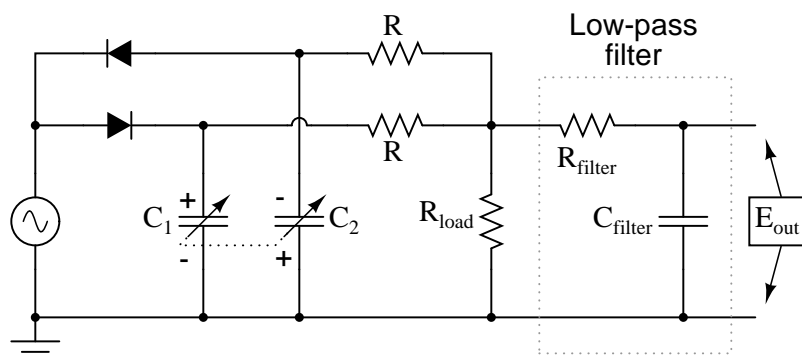 Low-pass
filter
R
R
R_filter
+
-
C_1
-
+
C_2
R_load
C_filter
E_out